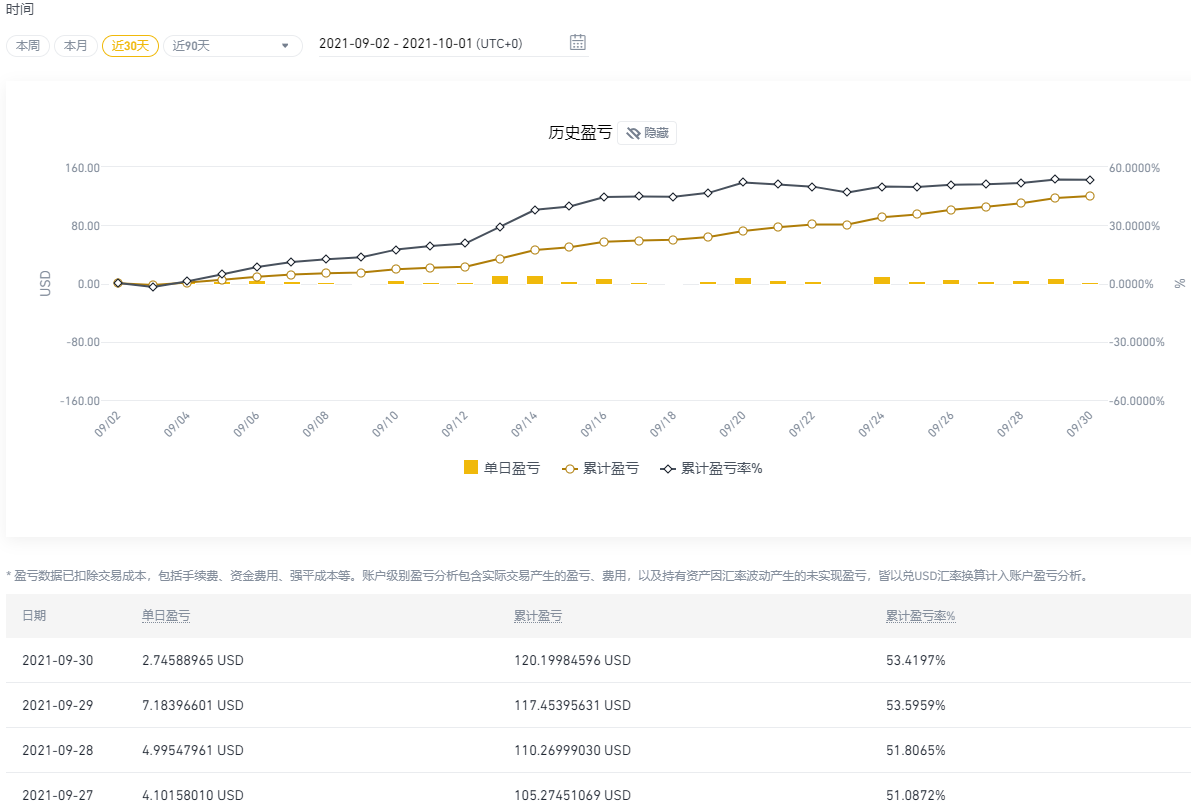 时间
本周 本月 近30天 近90天 2021-09-02 - 2021-10-01 (UTC+0)
历史盈亏 隐藏
160.00 60.0000%
80.00 30.0000%
USD 0.00 0.0000% %
-80.00 -30.0000%
-160.00 -60.0000%
09/02 09/04 09/06 09/08 09/10 09/12 09/14 09/16 09/18 09/20 09/22 09/24 09/26 09/28 09/30
单日盈亏 累计盈亏 累计盈亏率%
* 盈亏数据已扣除交易成本，包括手续费、资金费用、强平成本等。账户级别盈亏分析包含实际交易产生的盈亏、费用，以及持有资产因汇率波动产生的未实现盈亏，皆以兑USD汇率换算计入账户盈亏分析。
日期 单日盈亏 累计盈亏 累计盈亏率%
2021-09-30 2.74588965 USD 120.19984596 USD 53.4197%
2021-09-29 7.18396601 USD 117.45395631 USD 53.5959%
2021-09-28 4.99547961 USD 110.26999030 USD 51.8065%
2021-09-27 4.10158010 USD 105.27451069 USD 51.0872%